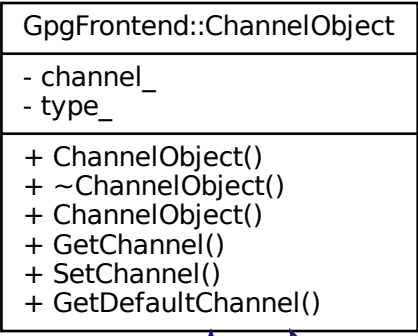 GpgFrontend::ChannelObject
- channel_
- type_
+ ChannelObject()
+ ~ChannelObject()
+ ChannelObject()
+ GetChannel()
+ SetChannel()
+ GetDefaultChannel()